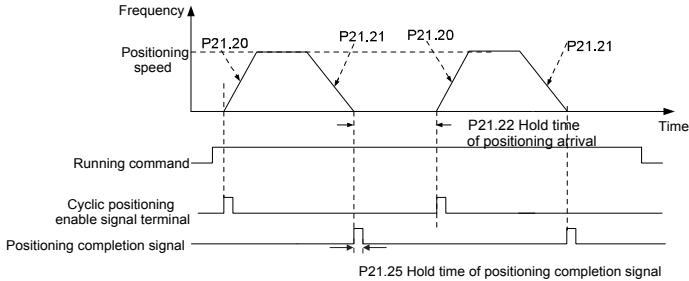 Frequency
P21.20
P21.21
P21.20
P21.21
Positioning
speed
Time
P21.22 Hold time
of positioning arrival
Running command
Cyclic positioning
enable signal terminal
Positioning completion signal
P21.25 Hold time of positioning completion signal